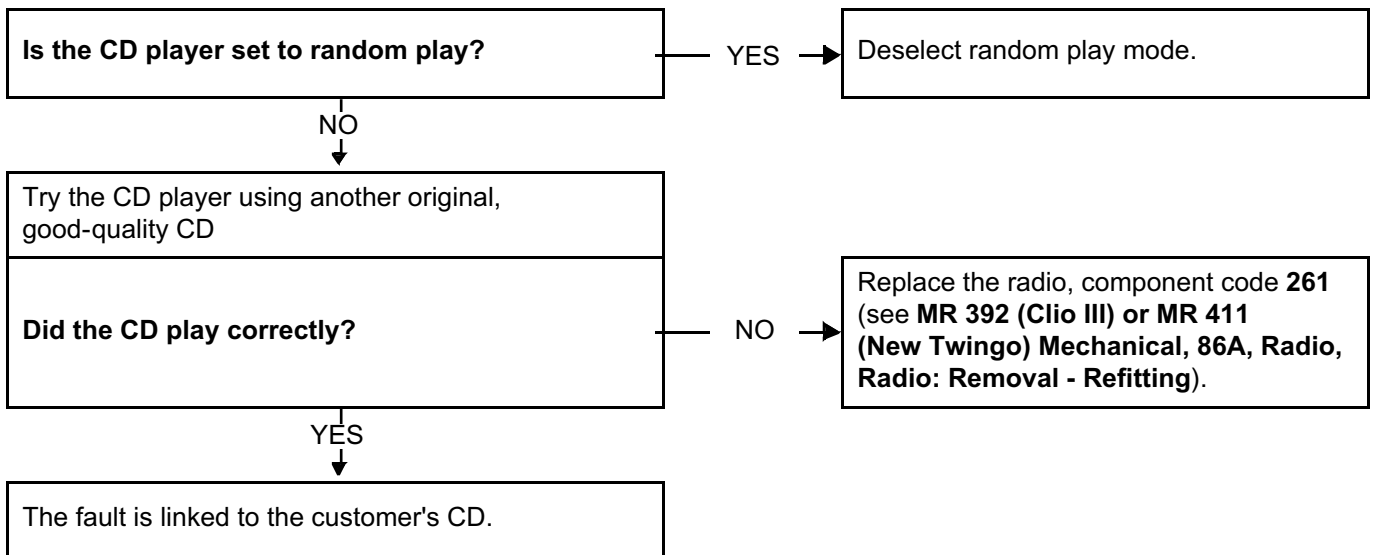 Is the CD player set to random play?
YES
Deselect random play mode.
NO
Try the CD player using another original,
good-quality CD
Did the CD play correctly?
NO
Replace the radio, component code 261
(see MR 392 (Clio III) or MR 411
(New Twingo) Mechanical, 86A, Radio,
Radio: Removal - Refitting).
YES
The fault is linked to the customer's CD.